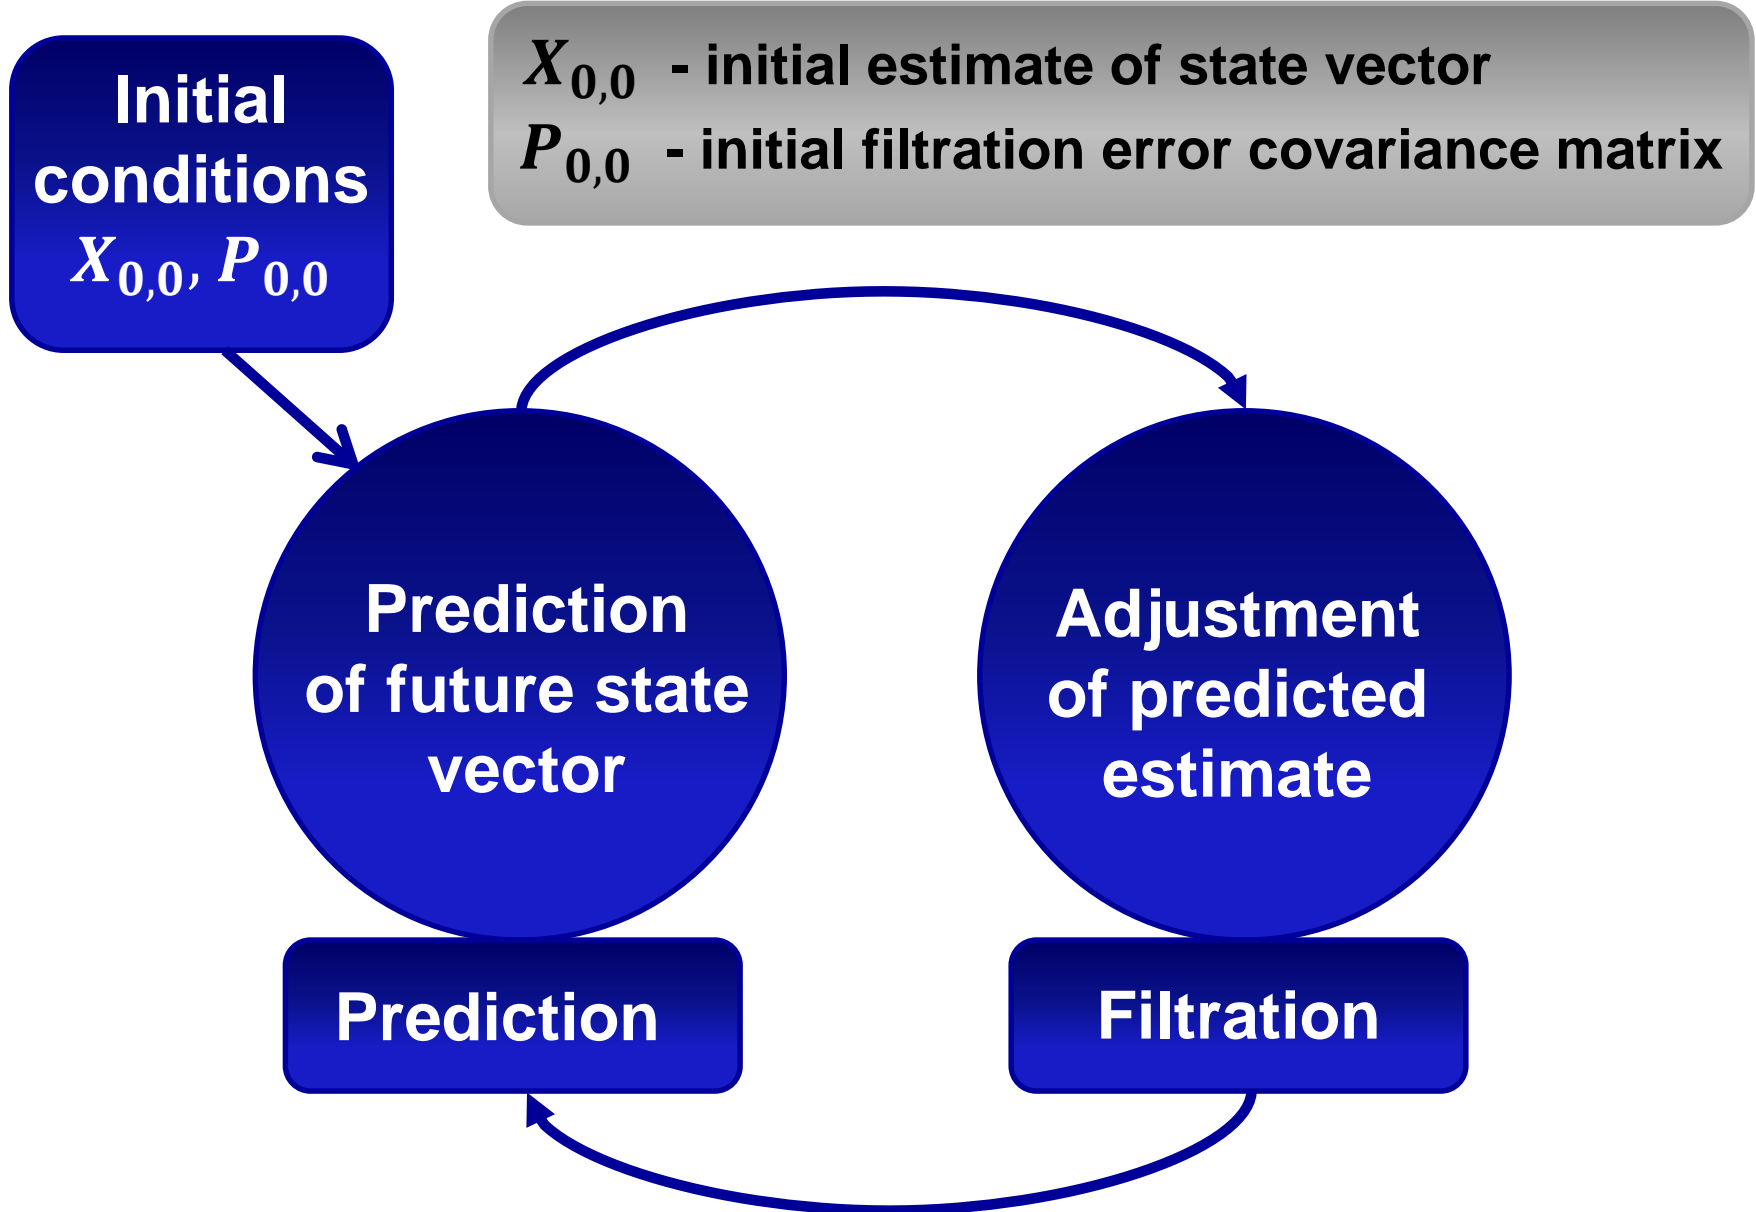 Initial
conditions
X0,0, P0,0
X0,0 - initial estimate of state vector
P0,0 - initial filtration error covariance matrix
Prediction
of future state
vector
Adjustment
of predicted
estimate
Prediction
Filtration